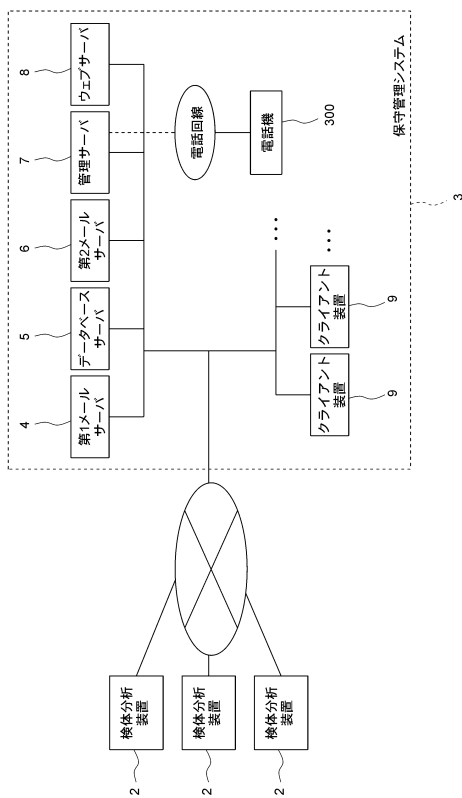 検体分析
装置
2
検体分析
装置
2
検体分析
装置
2
第1メール
サーバ
4
データベース
サーバ
5
第2メール
サーバ
6
管理サーバ
7
ウェブサーバ
8
電話回線
電話機
300
クライアント
装置
9
クライアント
装置
9
･･･
･･･
保守管理システム
3